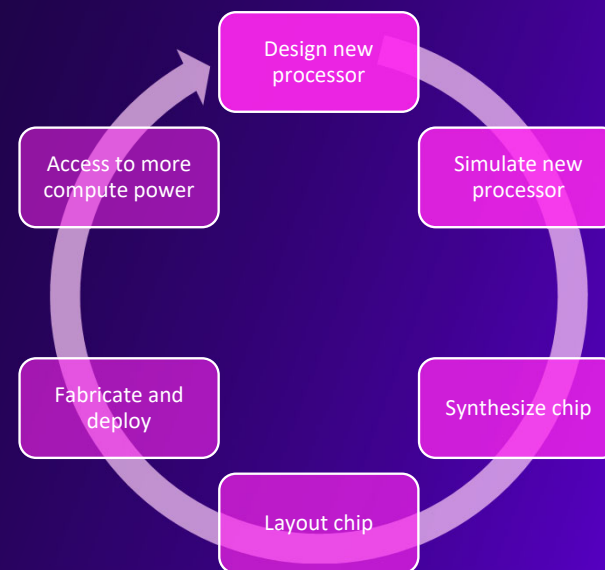 Design new
processor
Simulate new
processor
Synthesize chip
Layout chip
Fabricate and
deploy
Access to more
compute power